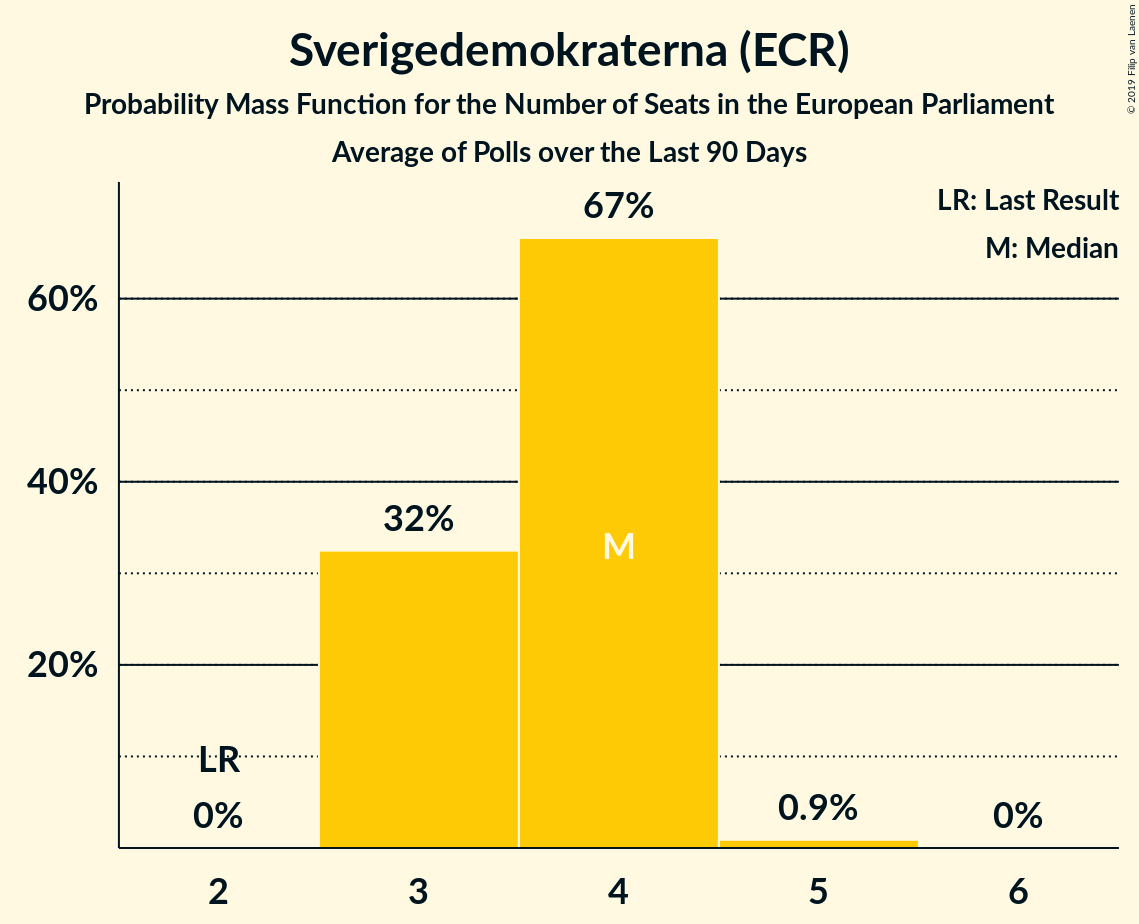 Sverigedemokraterna (ECR)
Probability Mass Function for the Number of Seats in the European Parliament
Average of Polls over the Last 90 Days
© 2019 Filip van Laenen
LR: Last Result
M: Median
67%
60%
40%
32%
M
20%
LR
0%
0.9%
0%
2 3 4 5 6